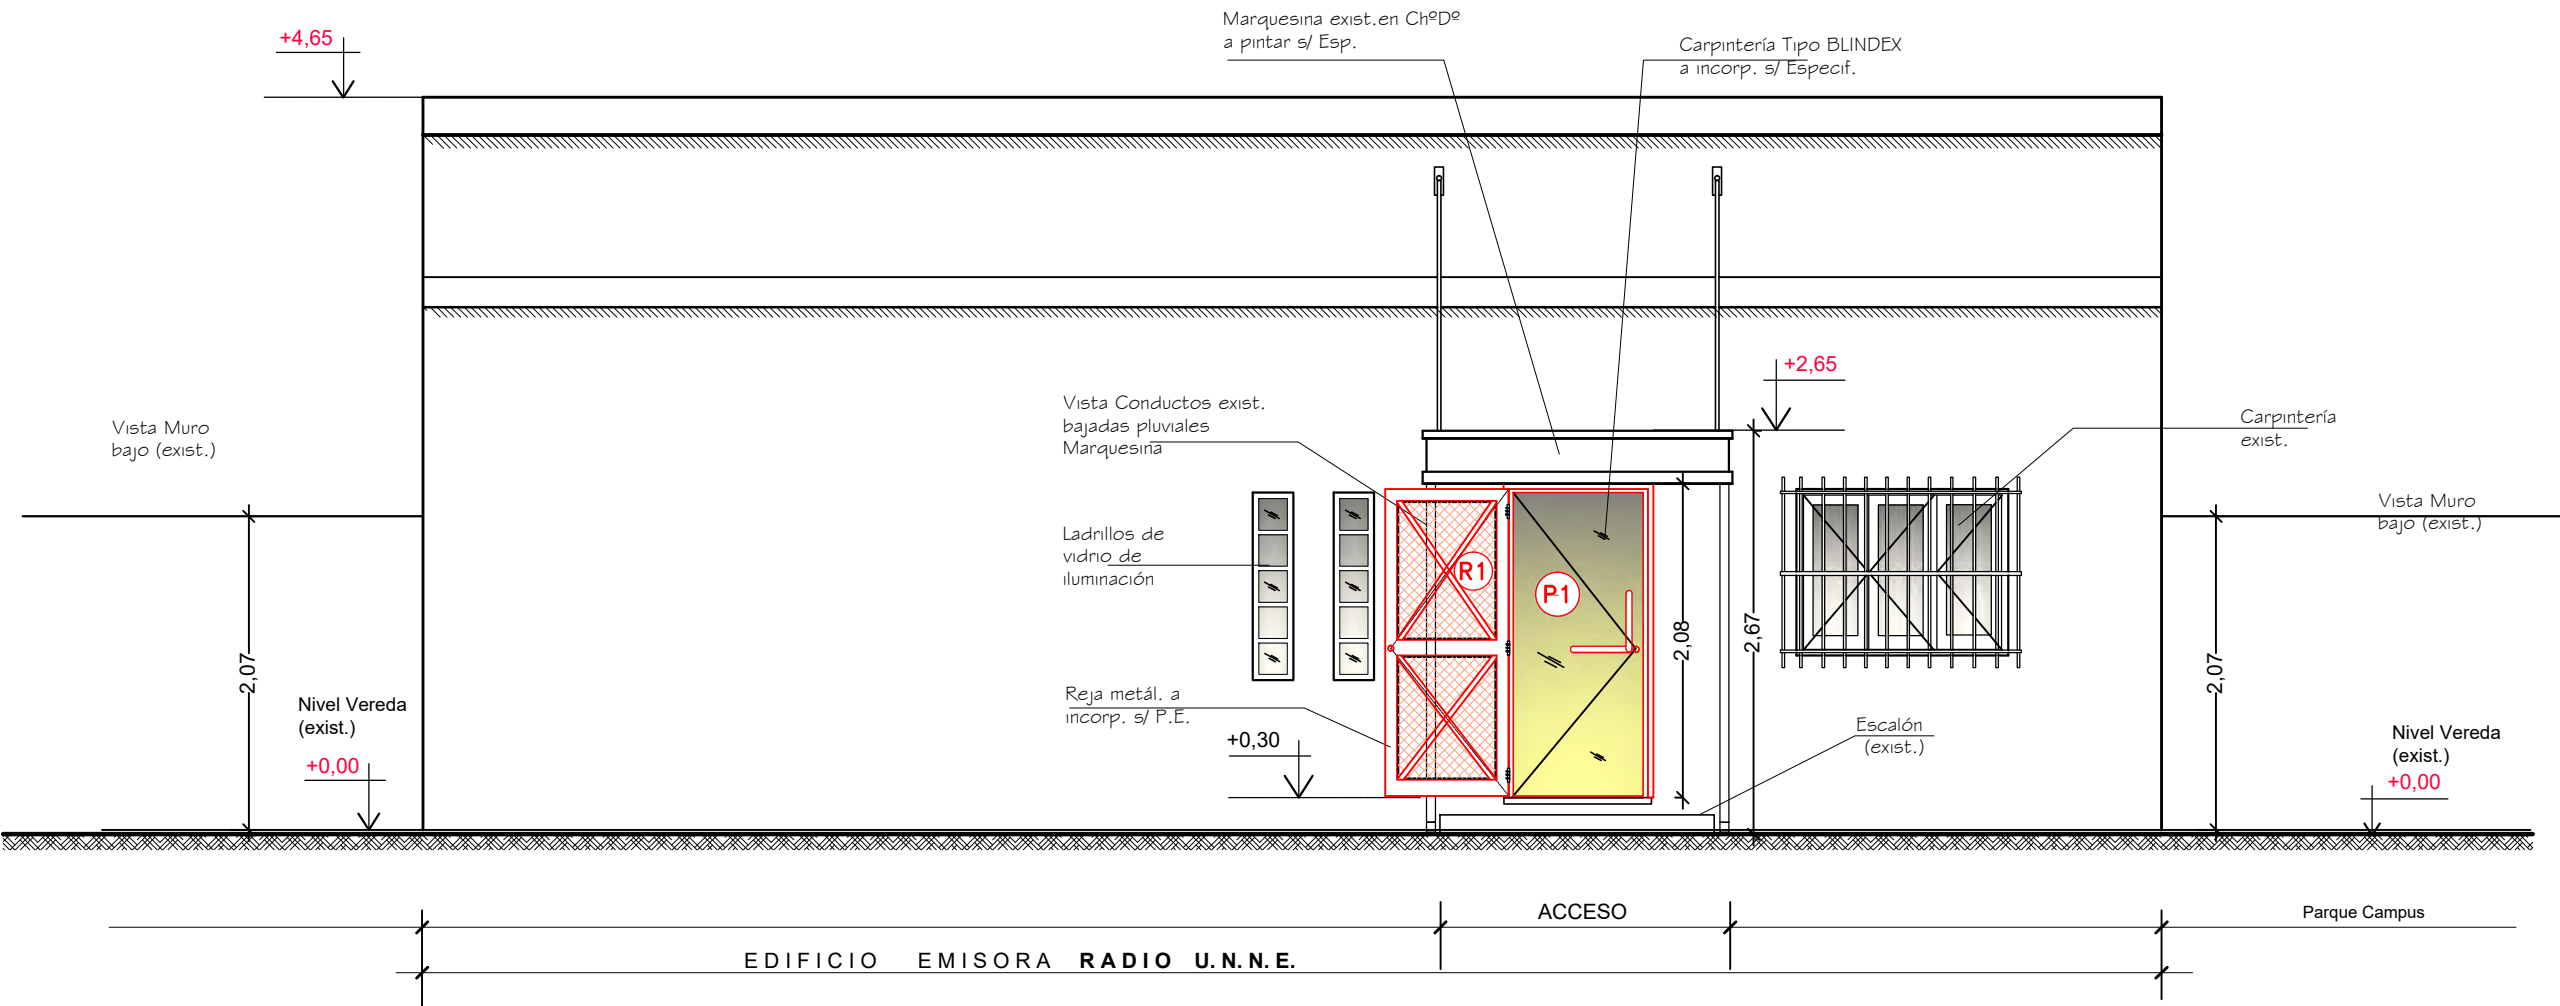 Marquesina exist.en ChºDº
a pintar s/ Esp.
+4,65
Carpintería Tipo BLINDEX
a incorp. s/ Especif.
+2,65
Vista Conductos exist.
bajadas pluviales
Marquesina
Carpintería
exist.
Vista Muro
bajo (exist.)
Vista Muro
bajo (exist.)
Ladrillos de
vidrio de
iluminación
R1
P1
2,08
2,67
2,07
2,07
Reja metál. a
incorp. s/ P.E.
Nivel Vereda
(exist.)
+0,00
+0,30
Escalón
(exist.)
Nivel Vereda
(exist.)
+0,00
ACCESO
Parque Campus
EDIFICIO EMISORA RADIO U.N.N.E.